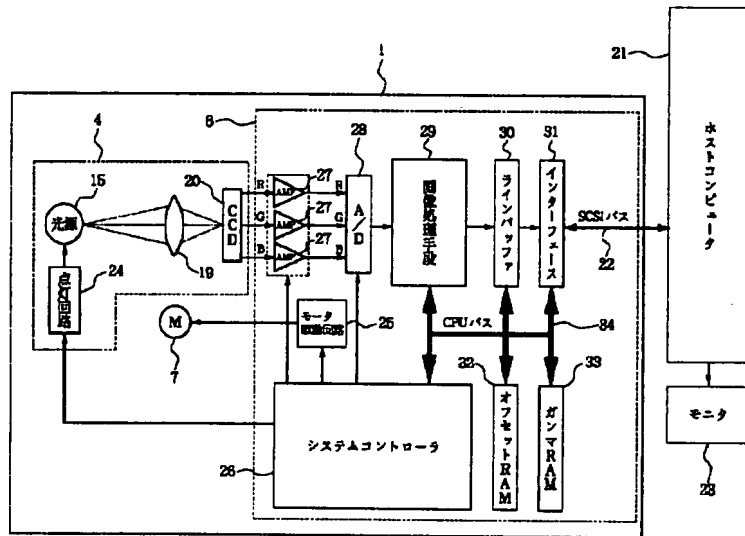 1
21
4
8
28
29
30
31
15
20
27
R
AMP
R
光源
CCD
G
AMP
27
G
A/D
画像処理手段
ラインバッファ
インターフェース
SCSIバス
22
ホストコンピュータ
B
AMP
27
B
19
24
点灯回路
M
7
モータ
駆動回路
25
CPUバス
34
32
33
システムコントローラ
26
オフセットRAM
ガンマRAM
モニタ
23